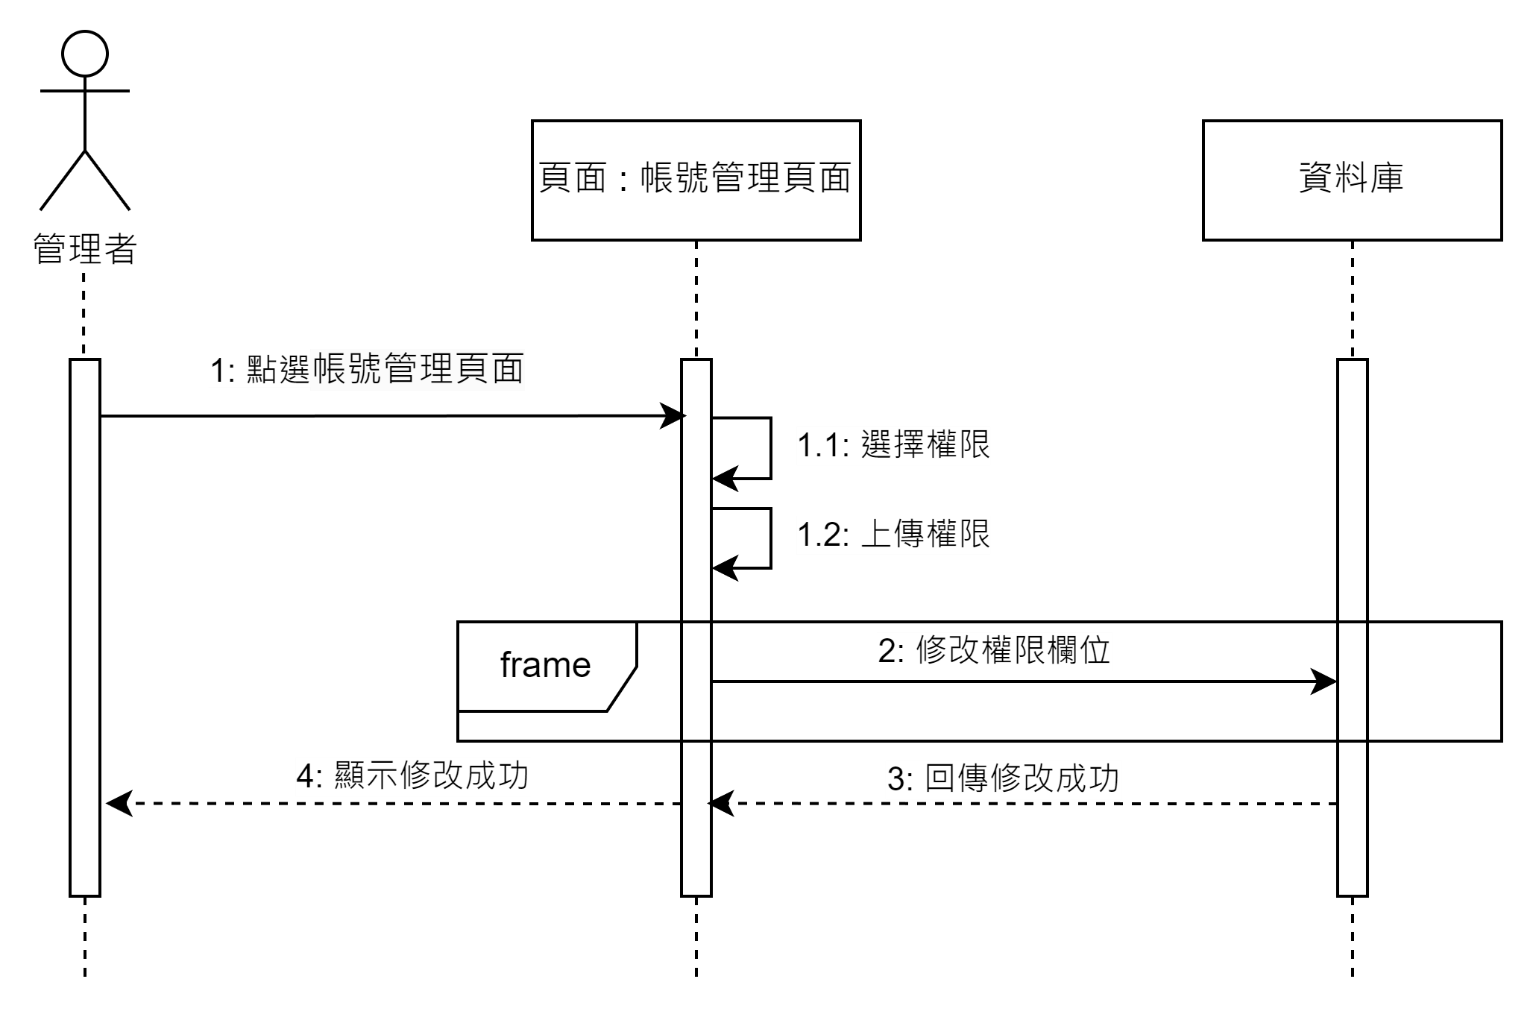 管理者
頁面 : 帳號管理頁面
資料庫
1: 點選帳號管理頁面
1.1: 選擇權限
1.2: 上傳權限
frame
2: 修改權限欄位
4: 顯示修改成功
3: 回傳修改成功